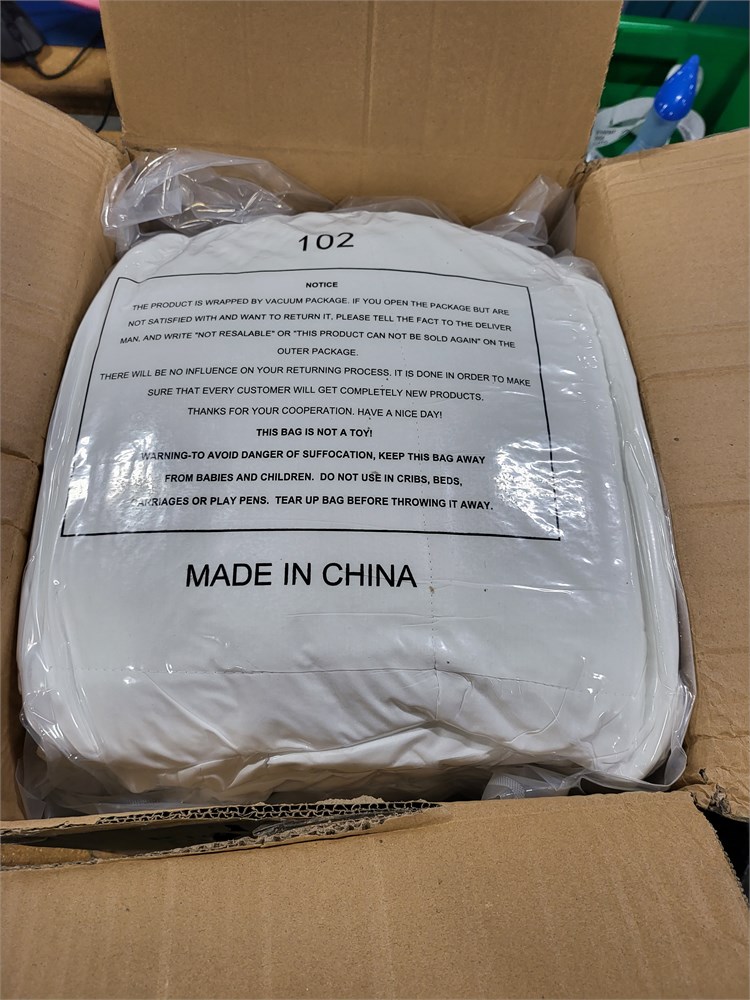 102
NOTICE
THE PRODUCT IS WRAPPED BY VACUUM PACKAGE. IF YOU OPEN THE PACKAGE BUT ARE
NOT SATISFIED WITH AND WANT TO RETURN IT, PLEASE TELL THE FACT TO THE DELIVER
MAN, AND WRITE "NOT RESALABLE" OR "THIS PRODUCT CAN NOT BE SOLD AGAIN" ON THE
OUTER PACKAGE.
THERE WILL BE NO INFLUENCE ON YOUR RETURNING PROCESS. IT IS DONE IN ORDER TO MAKE
SURE THAT EVERY CUSTOMER WILL GET COMPLETELY NEW PRODUCTS.
THANKS FOR YOUR COOPERATION. HAVE A NICE DAY!
THIS BAG IS NOT A TOY!
WARNING-TO AVOID DANGER OF SUFFOCATION, KEEP THIS BAG AWAY
FROM BABIES AND CHILDREN. DO NOT USE IN CRIBS, BEDS,
CARRIAGES OR PLAY PENS. TEAR UP BAG BEFORE THROWING IT AWAY.
MADE IN CHINA